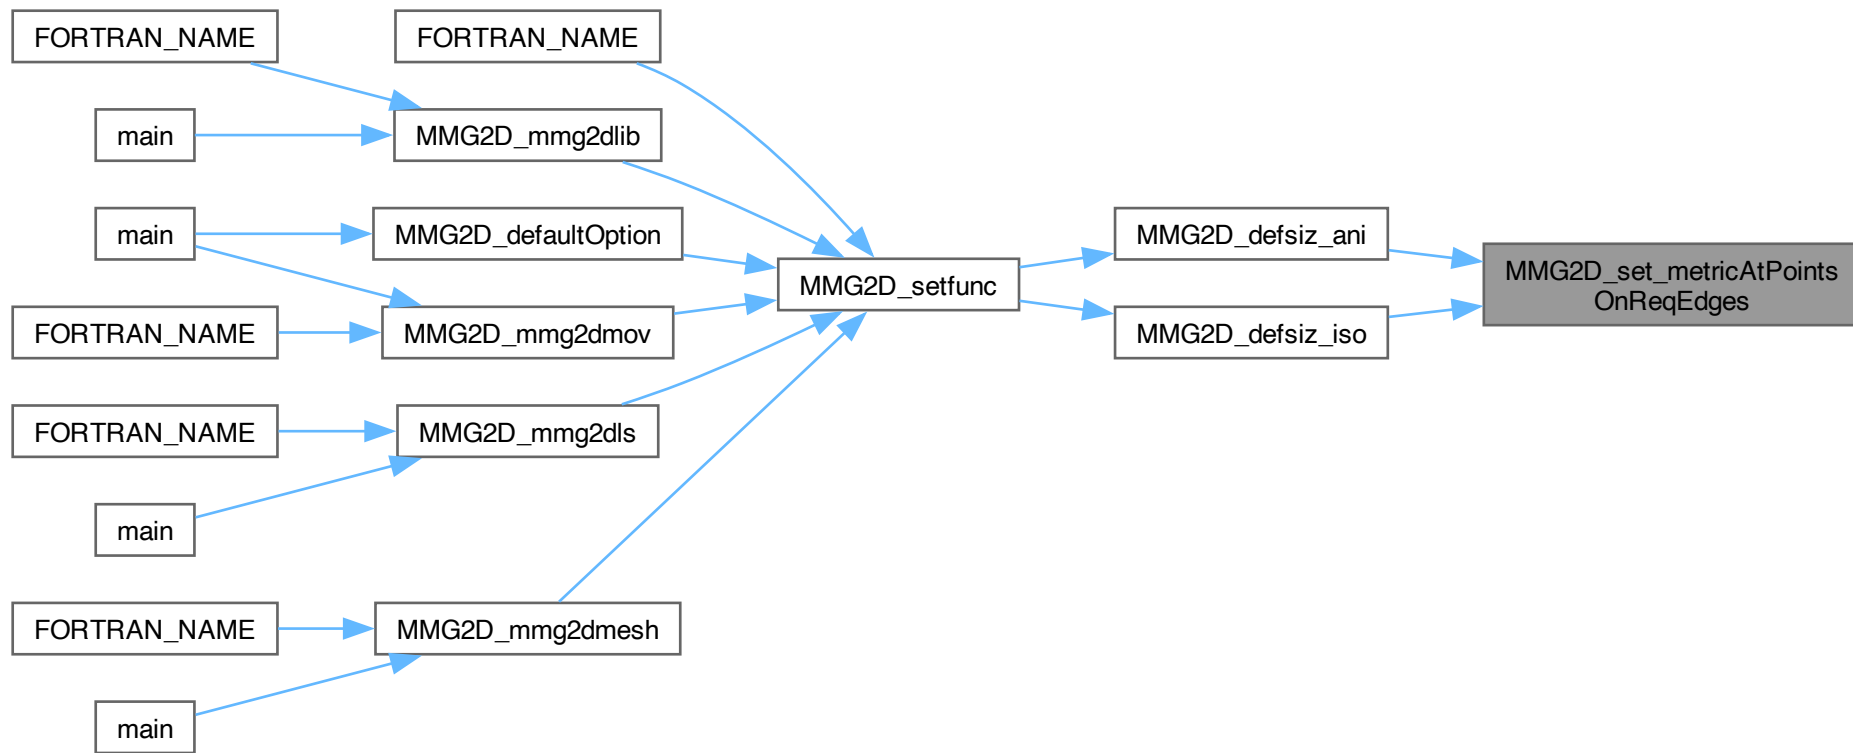 FORTRAN_NAME
FORTRAN_NAME
main
MMG2D_mmg2dlib
main
MMG2D_defaultOption
MMG2D_defsiz_ani
MMG2D_set_metricAtPoints
OnReqEdges
MMG2D_setfunc
FORTRAN_NAME
MMG2D_mmg2dmov
MMG2D_defsiz_iso
FORTRAN_NAME
MMG2D_mmg2dls
main
FORTRAN_NAME
MMG2D_mmg2dmesh
main